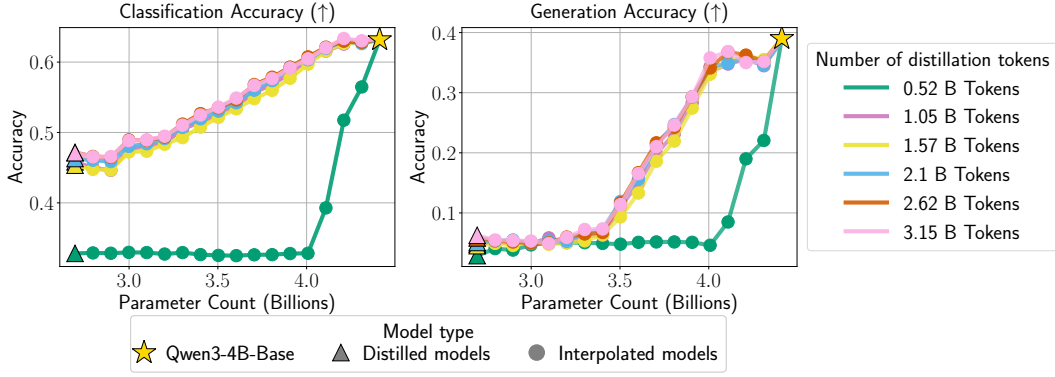 Classification Accuracy (↑)
Accuracy
0.6
0.5
0.4
3.0
3.5
4.0
Parameter Count (Billions)
Generation Accuracy (↑)
Accuracy
0.4
0.3
0.2
0.1
3.0
3.5
4.0
Parameter Count (Billions)
Number of distillation tokens
0.52 B Tokens
1.05 B Tokens
1.57 B Tokens
2.1 B Tokens
2.62 B Tokens
3.15 B Tokens
Model type
Qwen3-4B-Base
Distilled models
Interpolated models